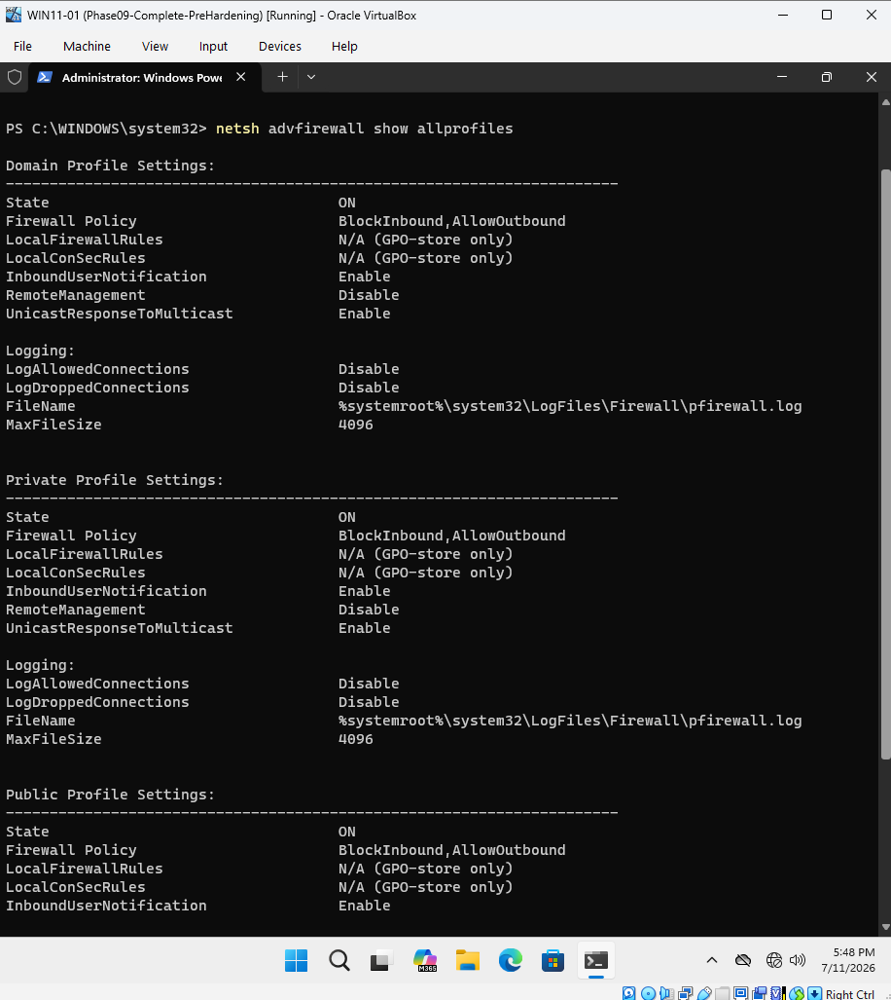 WIN11-01 (Phase09-Complete-PreHardening) [Running] - Oracle VirtualBox
File Machine View Input Devices Help
Administrator: Windows Powe
PS C:\WINDOWS\system32> netsh advfirewall show allprofiles
Domain Profile Settings:
----------------------------------------------------------------------
State ON
Firewall Policy BlockInbound,AllowOutbound
LocalFirewallRules N/A (GPO-store only)
LocalConSecRules N/A (GPO-store only)
InboundUserNotification Enable
RemoteManagement Disable
UnicastResponseToMulticast Enable
Logging:
LogAllowedConnections Disable
LogDroppedConnections Disable
FileName %systemroot%\system32\LogFiles\Firewall\pfirewall.log
MaxFileSize 4096
Private Profile Settings:
----------------------------------------------------------------------
State ON
Firewall Policy BlockInbound,AllowOutbound
LocalFirewallRules N/A (GPO-store only)
LocalConSecRules N/A (GPO-store only)
InboundUserNotification Enable
RemoteManagement Disable
UnicastResponseToMulticast Enable
Logging:
LogAllowedConnections Disable
LogDroppedConnections Disable
FileName %systemroot%\system32\LogFiles\Firewall\pfirewall.log
MaxFileSize 4096
Public Profile Settings:
----------------------------------------------------------------------
State ON
Firewall Policy BlockInbound,AllowOutbound
LocalFirewallRules N/A (GPO-store only)
LocalConSecRules N/A (GPO-store only)
InboundUserNotification Enable
M365
5:48 PM
7/11/2026
Right Ctrl